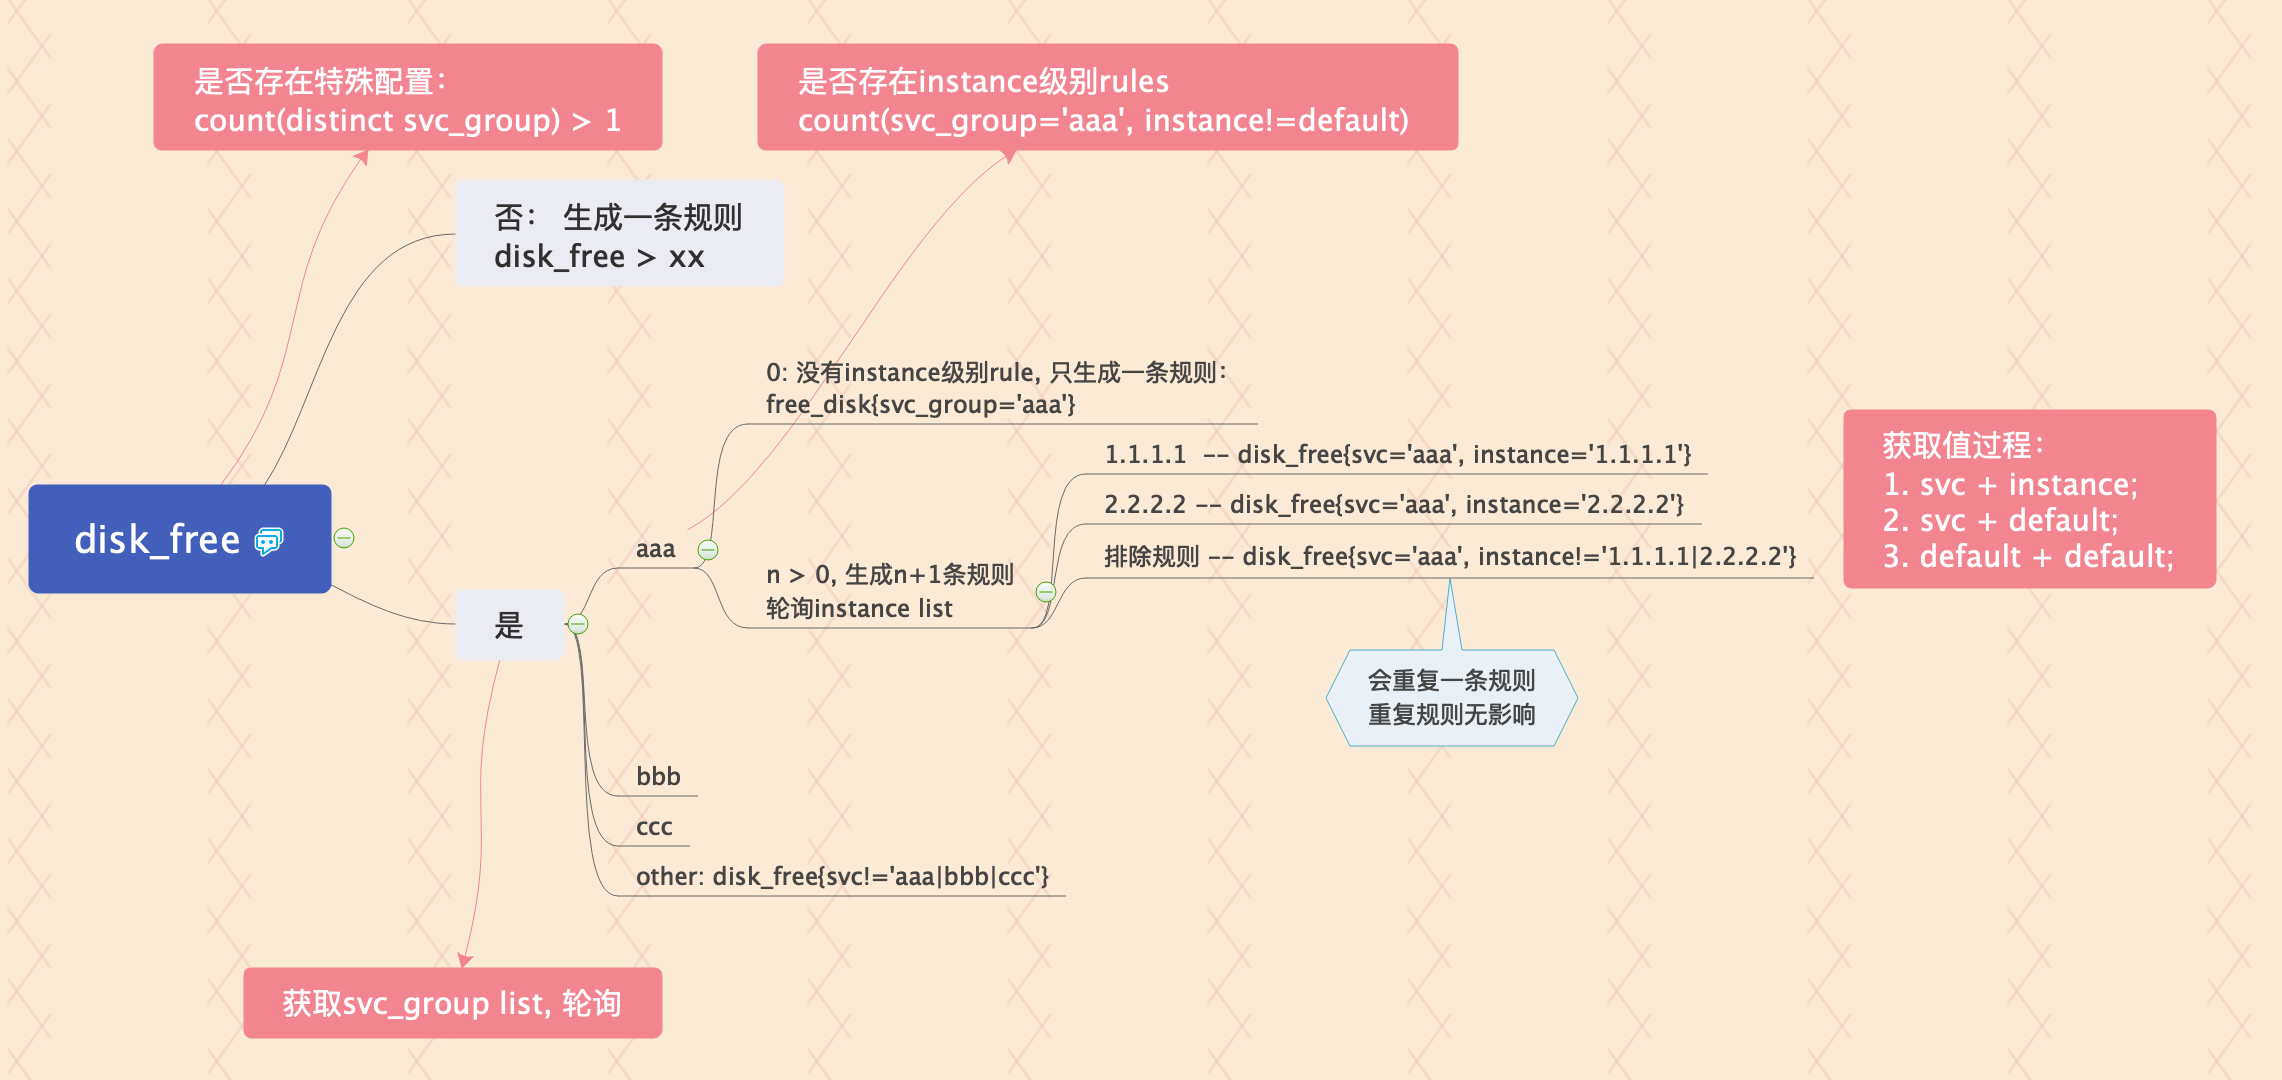 是否存在特殊配置：
count(distinct svc_group) > 1
是否存在instance级别rules
count(svc_group='aaa', instance!=default)
否： 生成一条规则
disk_free > xx
0: 没有instance级别rule, 只生成一条规则：
free_disk{svc_group='aaa'}
1.1.1.1  -- disk_free{svc='aaa', instance='1.1.1.1'}
2.2.2.2 -- disk_free{svc='aaa', instance='2.2.2.2'}
排除规则 -- disk_free{svc='aaa', instance!='1.1.1.1|2.2.2.2'}
获取值过程：
1. svc + instance;
2. svc + default;
3. default + default;
disk_free
aaa
n > 0, 生成n+1条规则
轮询instance list
是
会重复一条规则
重复规则无影响
bbb
ccc
other: disk_free{svc!='aaa|bbb|ccc'}
获取svc_group list, 轮询